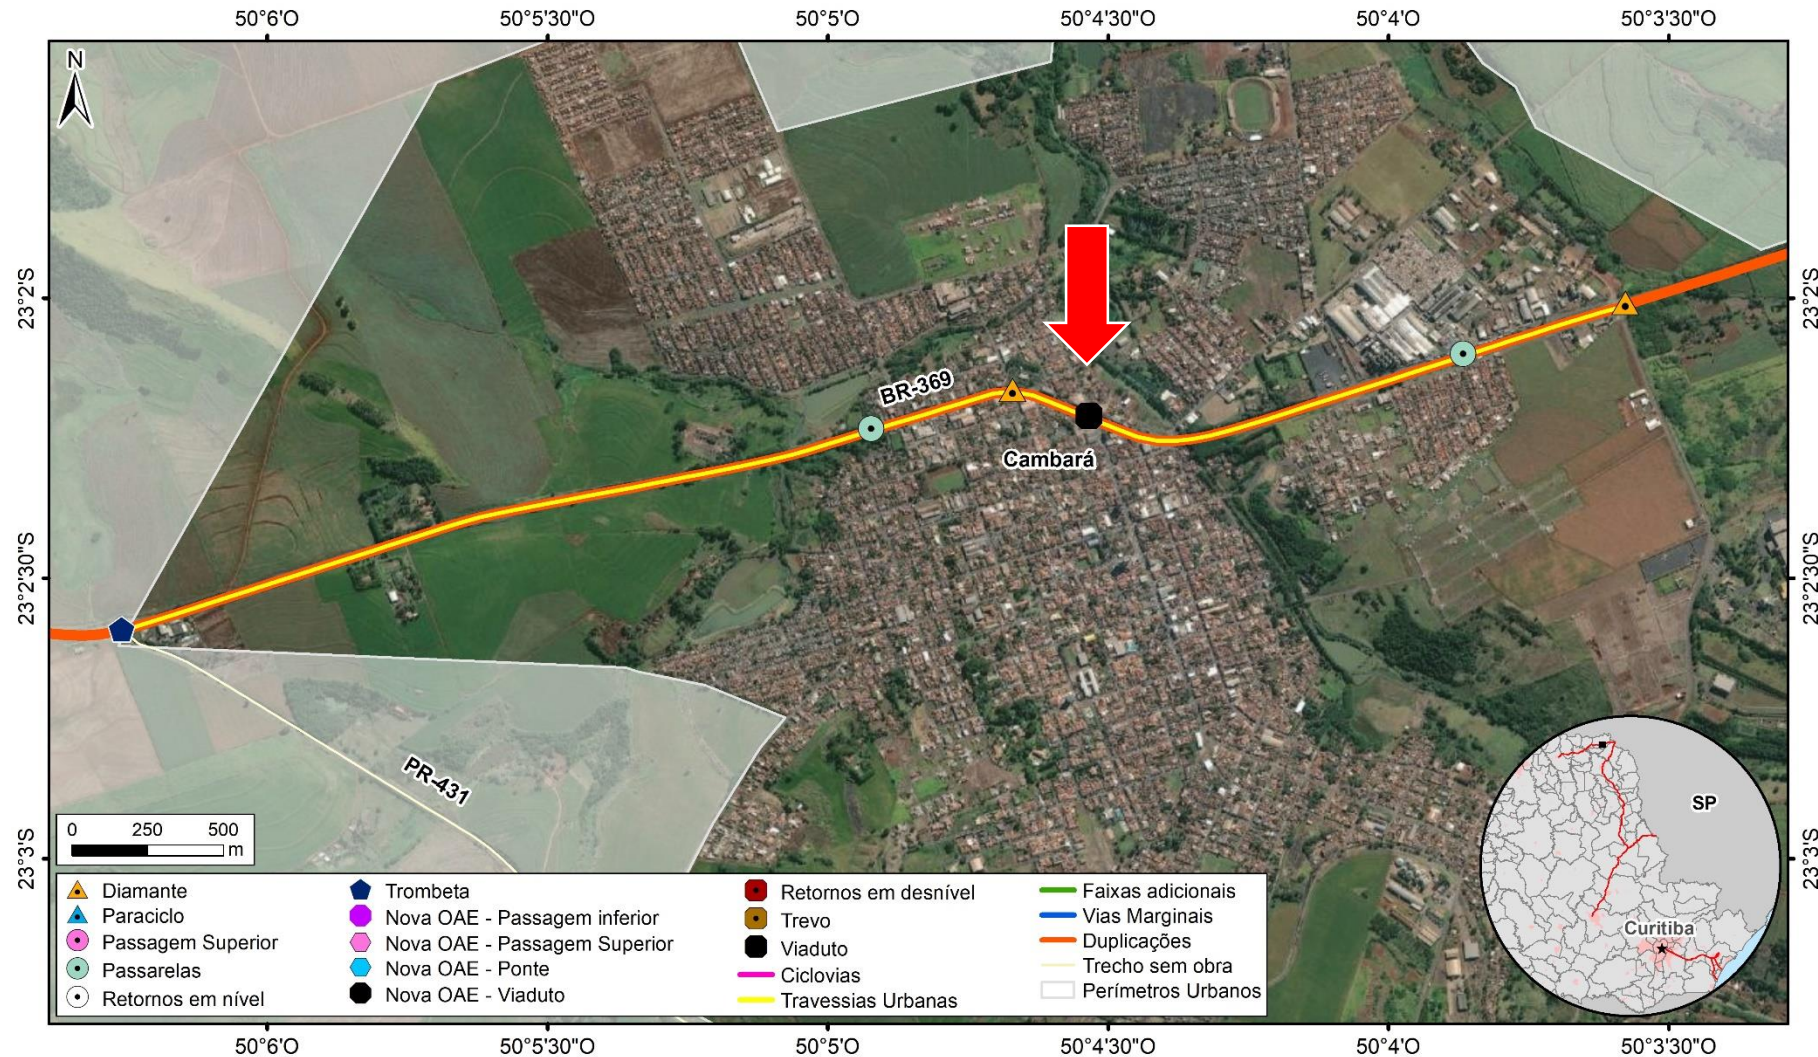 50°6'O 50°5'30"O 50°5'O 50°4'30"O 50°4'O 50°3'30"O
N
23°2'S 23°2'S
BR-369
Cambará
23°2'30"S 23°2'30"S
PR-431
SP
Curitiba
0 250 500
m
23°3'S 23°3'S
Diamante
Paraciclo
Passagem Superior
Passarelas
Retornos em nível
Trombeta
Nova OAE - Passagem inferior
Nova OAE - Passagem Superior
Nova OAE - Ponte
Nova OAE - Viaduto
Retornos em desnível
Trevo
Viaduto
Ciclovias
Travessias Urbanas
Faixas adicionais
Vias Marginais
Duplicações
Trecho sem obra
Perímetros Urbanos
50°6'O 50°5'30"O 50°5'O 50°4'30"O 50°4'O 50°3'30"O